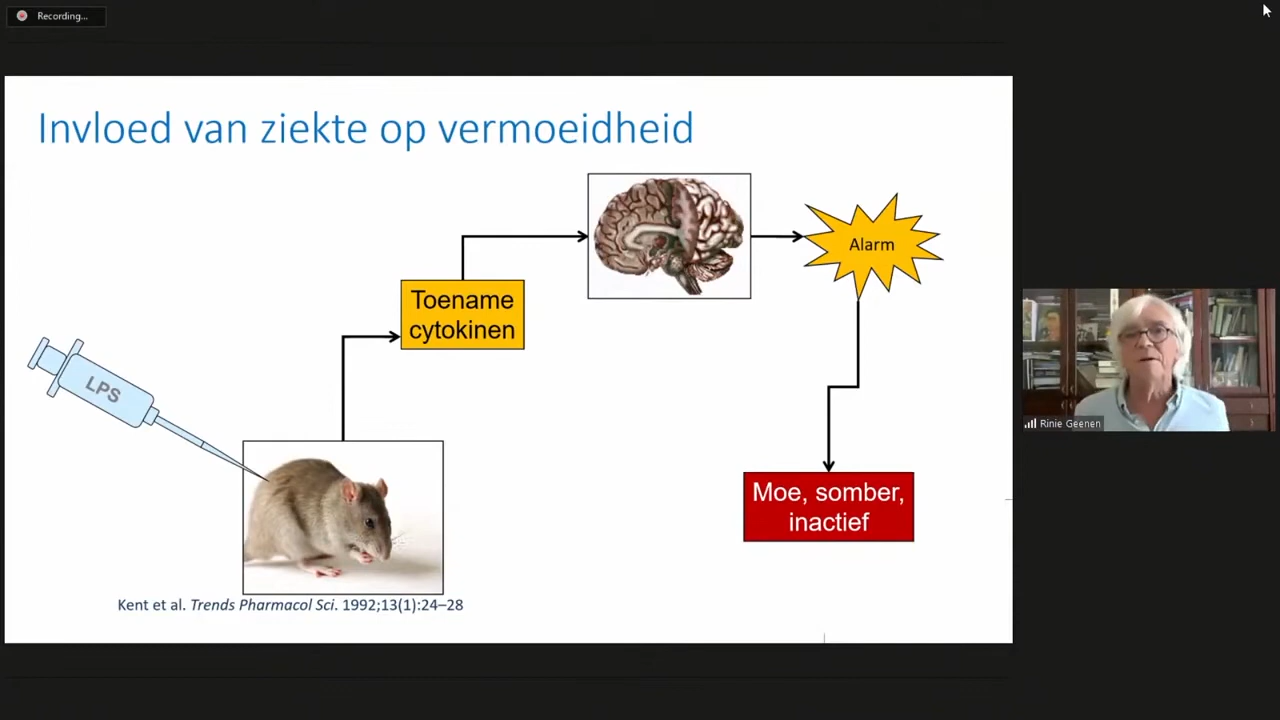 Recording...
Invloed van ziekte op vermoeidheid
Alarm
Toename
cytokinen
LPS
Rinie Geenen
Moe, somber,
inactief
Kent et al. Trends Pharmacol Sci. 1992;13(1):24–28